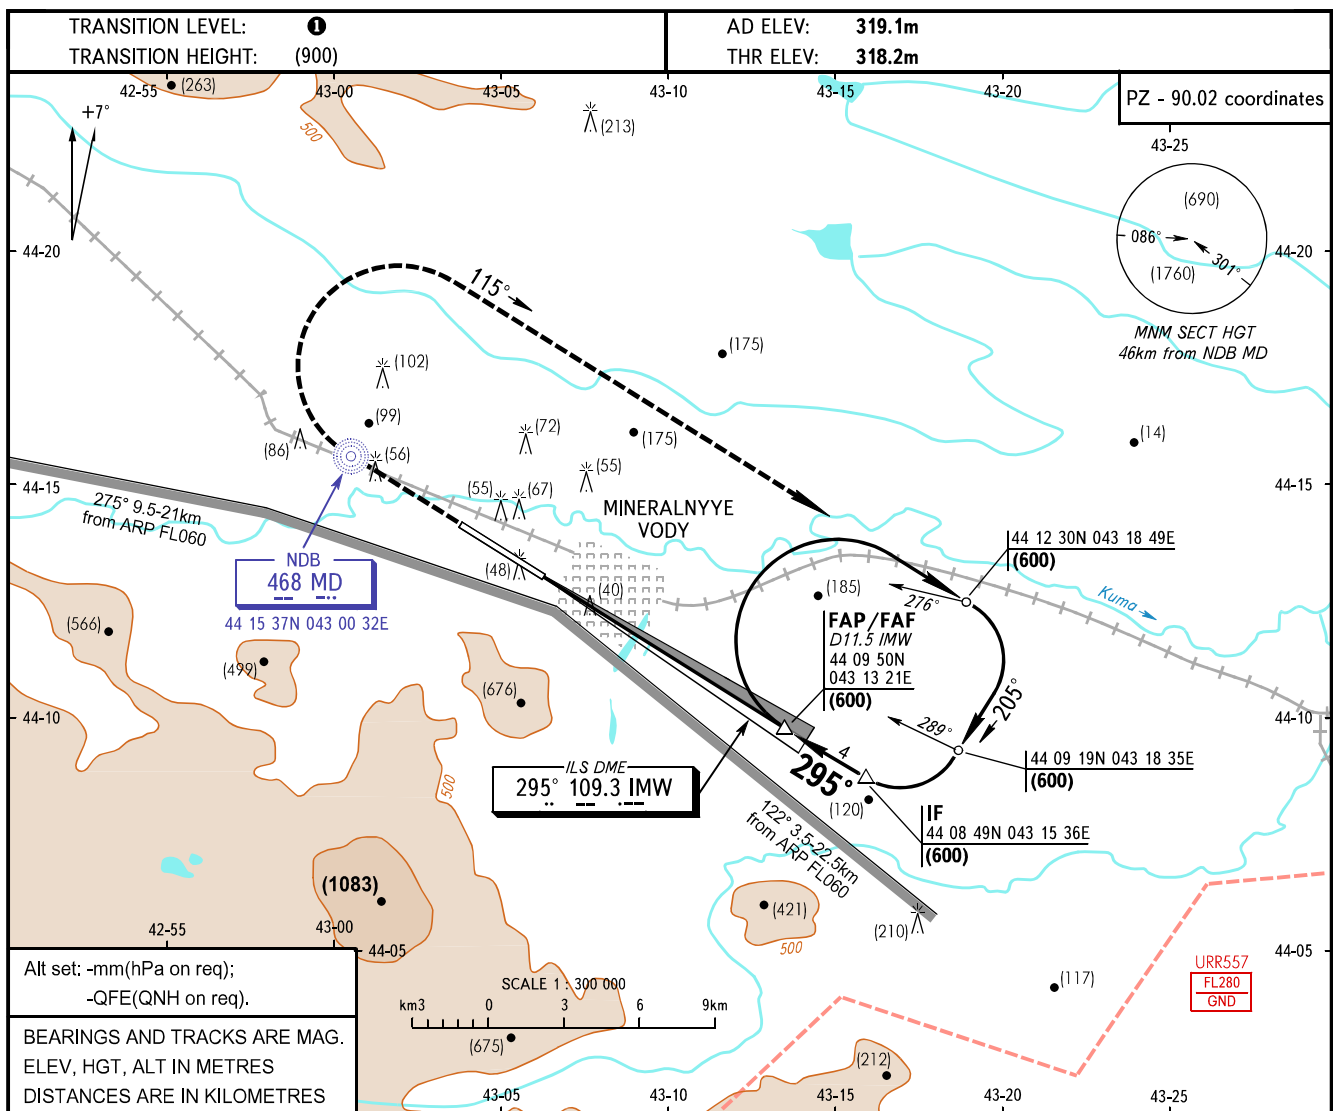 TRANSITION LEVEL: ❶
TRANSITION HEIGHT: (900)
AD ELEV: 319.1m
THR ELEV: 318.2m
42-55
(263)
43-00
43-05
43-10
43-15
43-20
PZ - 90.02 coordinates
43-25
+7°
500
(213)
(690)
086°
301°
(1760)
MNM SECT HGT
46km from NDB MD
44-20
44-20
115°
(175)
(102)
(99)
(86)
(56)
(72)
(175)
(14)
(55)
(55)
(67)
44-15
44-15
275° 9.5-21km
from ARP FL060
MINERALNYYE
VODY
NDB
468 MD
44 15 37N 043 00 32E
(48)
(40)
(185)
44 12 30N 043 18 49E
(600)
276°
Kuma
FAP/FAF
D11.5 IMW
44 09 50N
043 13 21E
(600)
(566)
(499)
(676)
205°
289°
44-10
44-10
4
295°
44 09 19N 043 18 35E
(600)
ILS DME
295° 109.3 IMW
500
(120)
IF
44 08 49N 043 15 36E
(600)
122° 3.5-22.5km
from ARP FL060
(1083)
(421)
500
(210)
42-55
43-00
44-05
44-05
Alt set: -mm(hPa on req);
-QFE(QNH on req).
SCALE 1 : 300 000
km3 0 3 6 9km
(675)
(117)
URR557
FL280
GND
BEARINGS AND TRACKS ARE MAG.
ELEV, HGT, ALT IN METRES
DISTANCES ARE IN KILOMETRES
(212)
43-05
43-10
43-15
43-20
43-25